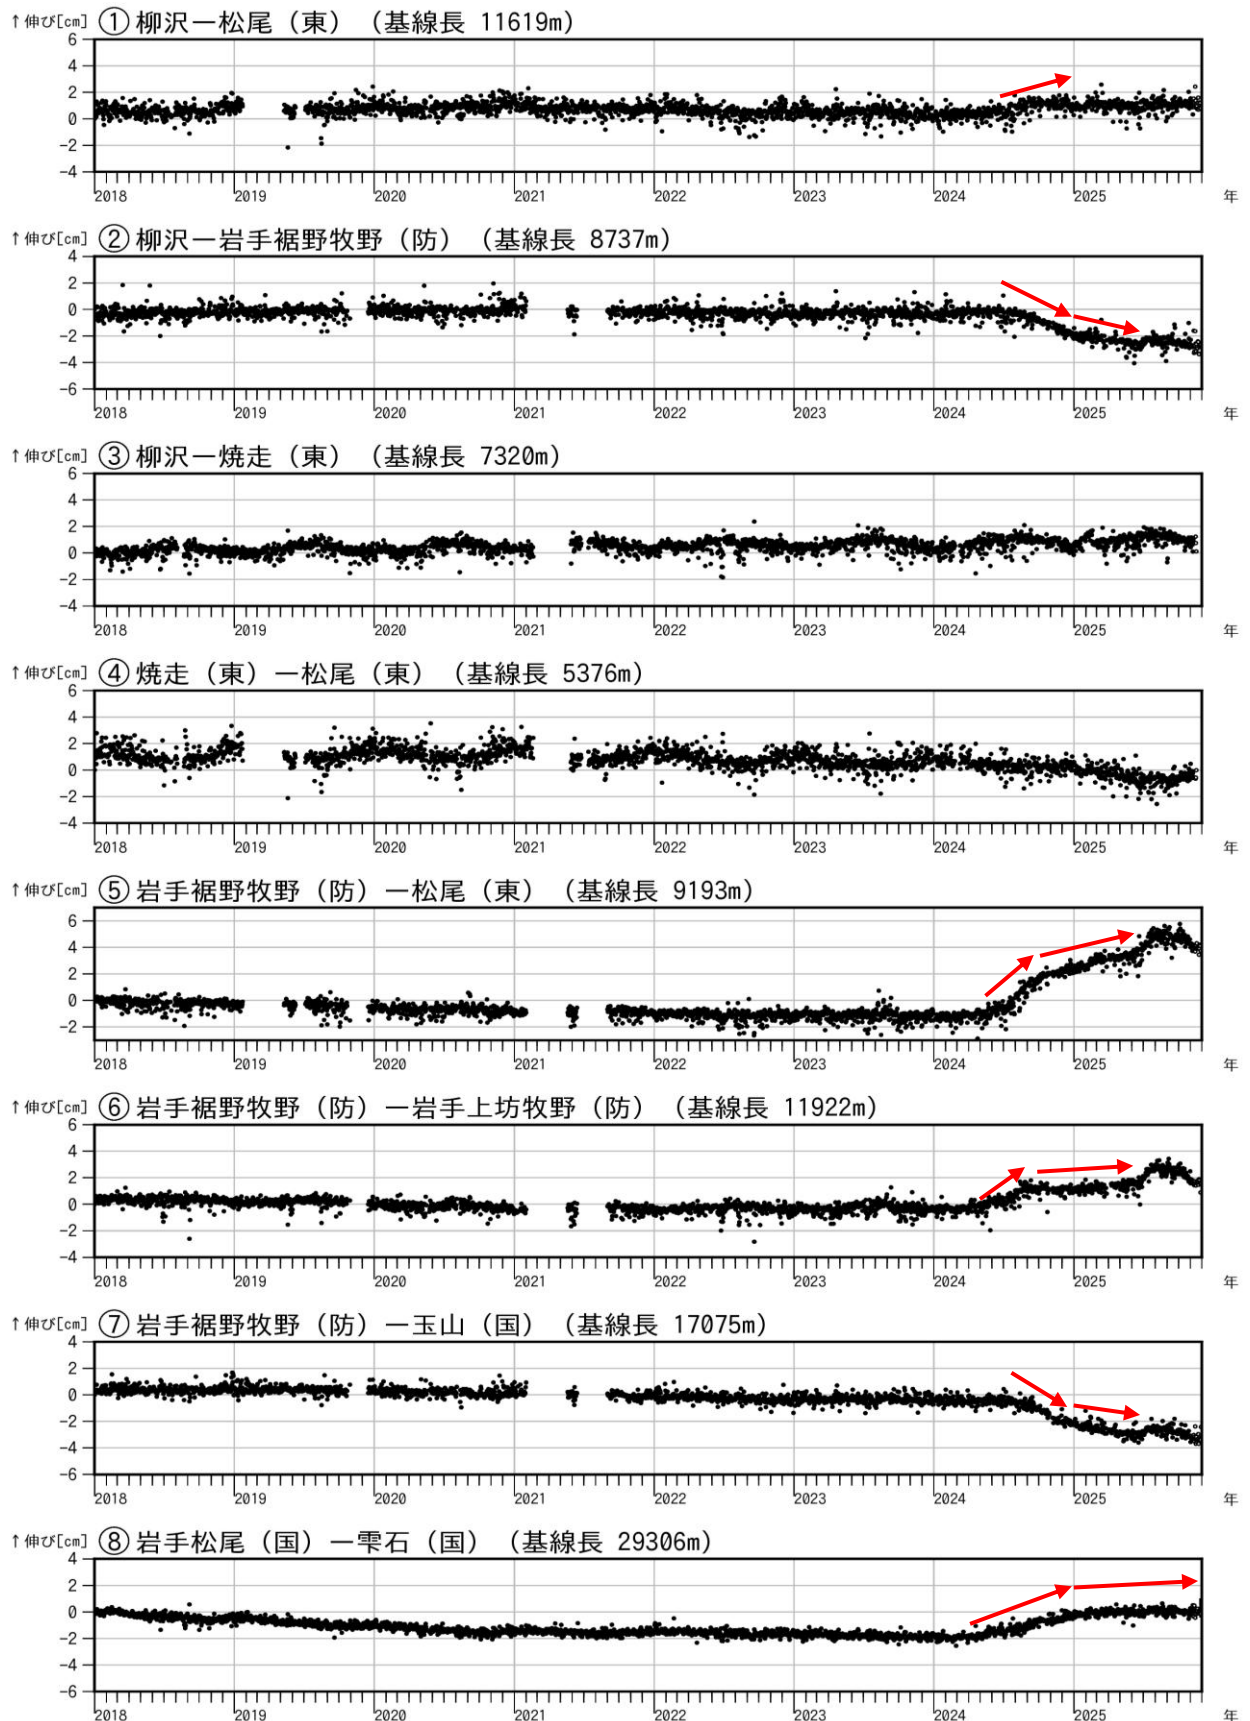 ↑伸び[cm] ①柳沢ー松尾（東）（基線長 11619m）
6
4
2
0
-2
-4
2018 2019 2020 2021 2022 2023 2024 2025 年
↑伸び[cm] ②柳沢ー岩手裾野牧野（防）（基線長 8737m）
4
2
0
-2
-4
-6
2018 2019 2020 2021 2022 2023 2024 2025 年
↑伸び[cm] ③柳沢ー焼走（東）（基線長 7320m）
6
4
2
0
-2
-4
2018 2019 2020 2021 2022 2023 2024 2025 年
↑伸び[cm] ④焼走（東）ー松尾（東）（基線長 5376m）
6
4
2
0
-2
-4
2018 2019 2020 2021 2022 2023 2024 2025 年
↑伸び[cm] ⑤岩手裾野牧野（防）ー松尾（東）（基線長 9193m）
6
4
2
0
-2
2018 2019 2020 2021 2022 2023 2024 2025 年
↑伸び[cm] ⑥岩手裾野牧野（防）ー岩手上坊牧野（防）（基線長 11922m）
6
4
2
0
-2
-4
2018 2019 2020 2021 2022 2023 2024 2025 年
↑伸び[cm] ⑦岩手裾野牧野（防）ー玉山（国）（基線長 17075m）
4
2
0
-2
-4
-6
2018 2019 2020 2021 2022 2023 2024 2025 年
↑伸び[cm] ⑧岩手松尾（国）ー雫石（国）（基線長 29306m）
4
2
0
-2
-4
-6
2018 2019 2020 2021 2022 2023 2024 2025 年